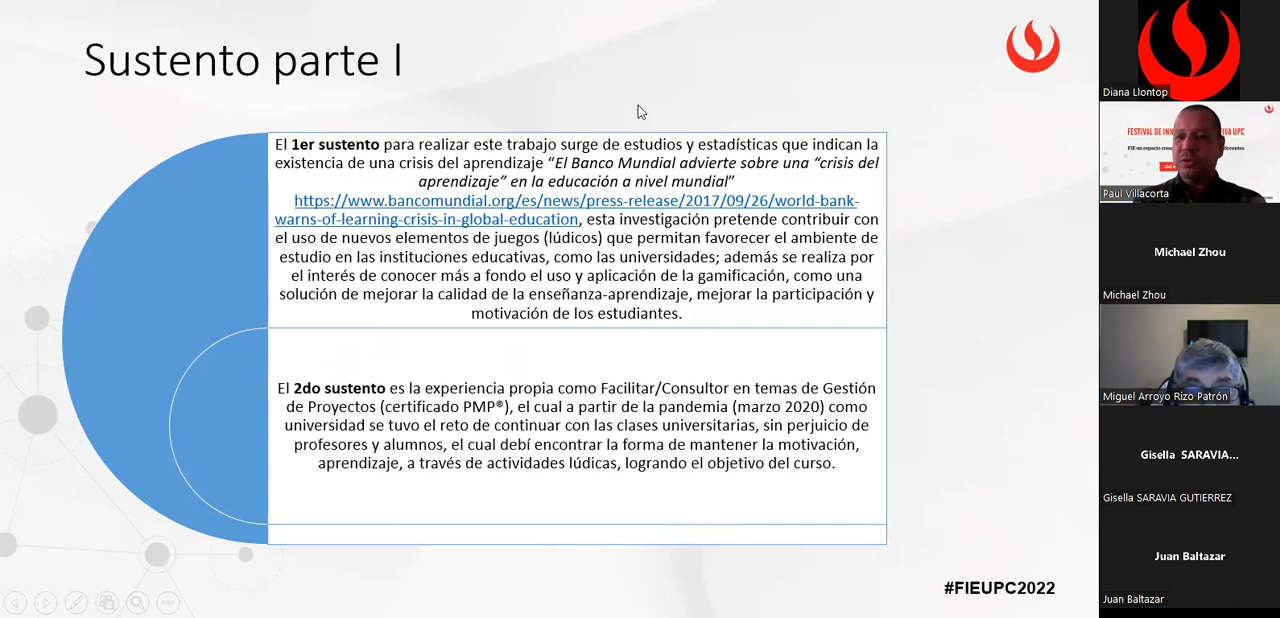 Sustento parte I
El 1er sustento para realizar este trabajo surge de estudios y estadísticas que indican la
existencia de una crisis del aprendizaje “El Banco Mundial advierte sobre una “crisis del
aprendizaje” en la educación a nivel mundial”
https://www.bancomundial.org/es/news/press-release/2017/09/26/world-bank-
warns-of-learning-crisis-in-global-education, esta investigación pretende contribuir con
el uso de nuevos elementos de juegos (lúdicos) que permitan favorecer el ambiente de
estudio en las instituciones educativas, como las universidades; además se realiza por
el interés de conocer más a fondo el uso y aplicación de la gamificación, como una
solución de mejorar la calidad de la enseñanza-aprendizaje, mejorar la participación y
motivación de los estudiantes.
El 2do sustento es la experiencia propia como Facilitar/Consultor en temas de Gestión
de Proyectos (certificado PMP®), el cual a partir de la pandemia (marzo 2020) como
universidad se tuvo el reto de continuar con las clases universitarias, sin perjuicio de
profesores y alumnos, el cual debí encontrar la forma de mantener la motivación,
aprendizaje, a través de actividades lúdicas, logrando el objetivo del curso.
#FIEUPC2022
Diana Llontop
FESTIVAL DE
UPC
Paul Villacorta
Michael Zhou
Michael Zhou
Miguel Arroyo Rizo Patrón
Gisella SARAVIA...
Gisella SARAVIA GUTIERREZ
Juan Baltazar
Juan Baltazar